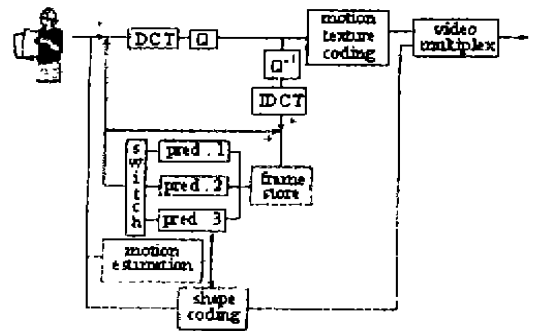 motion
texture
coding
video
multiplex
DCT
Q
Q⁻¹
IDCT
switch
pred. 1
pred. 2
pred. 3
frame
store
motion
estimation
shape
coding